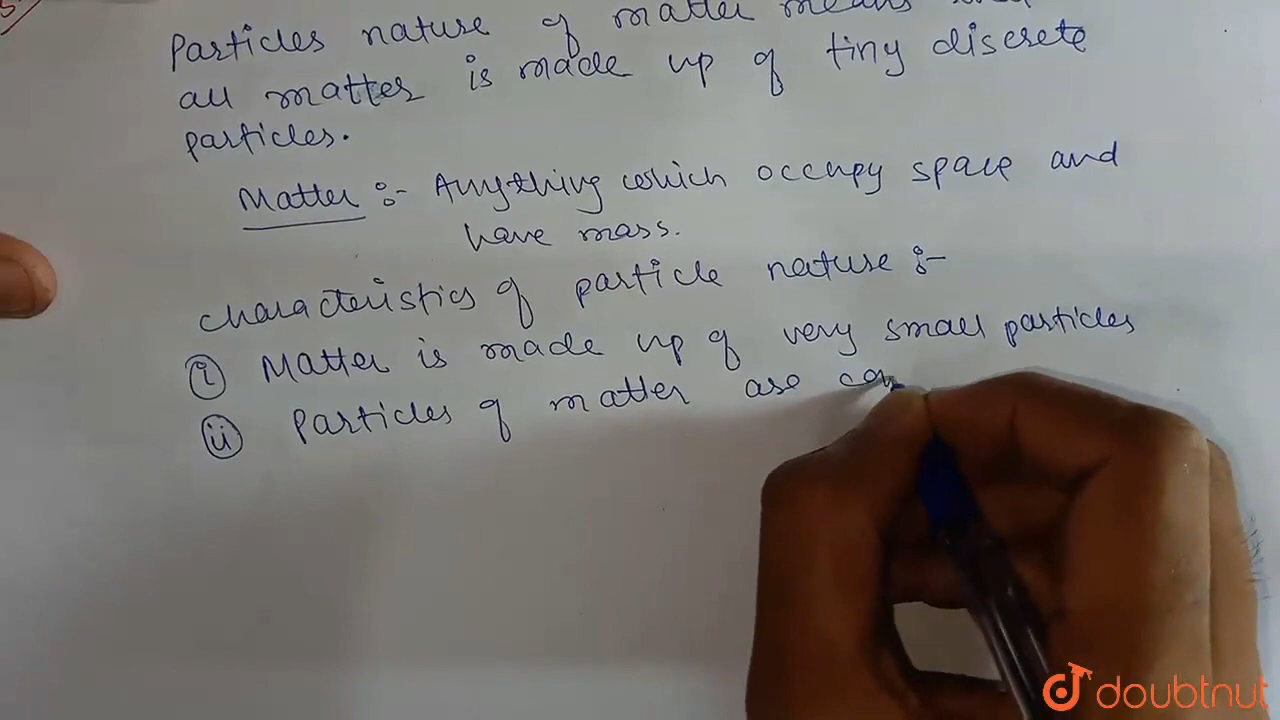 Particles nature of matter means
all matter is made up of tiny discrete
particles.
Matter :- Anything which occupy space and
have mass.
Characteristics of particle nature :-
(i) Matter is made up of very small particles
(ii) Particles of matter are con
doubtnut